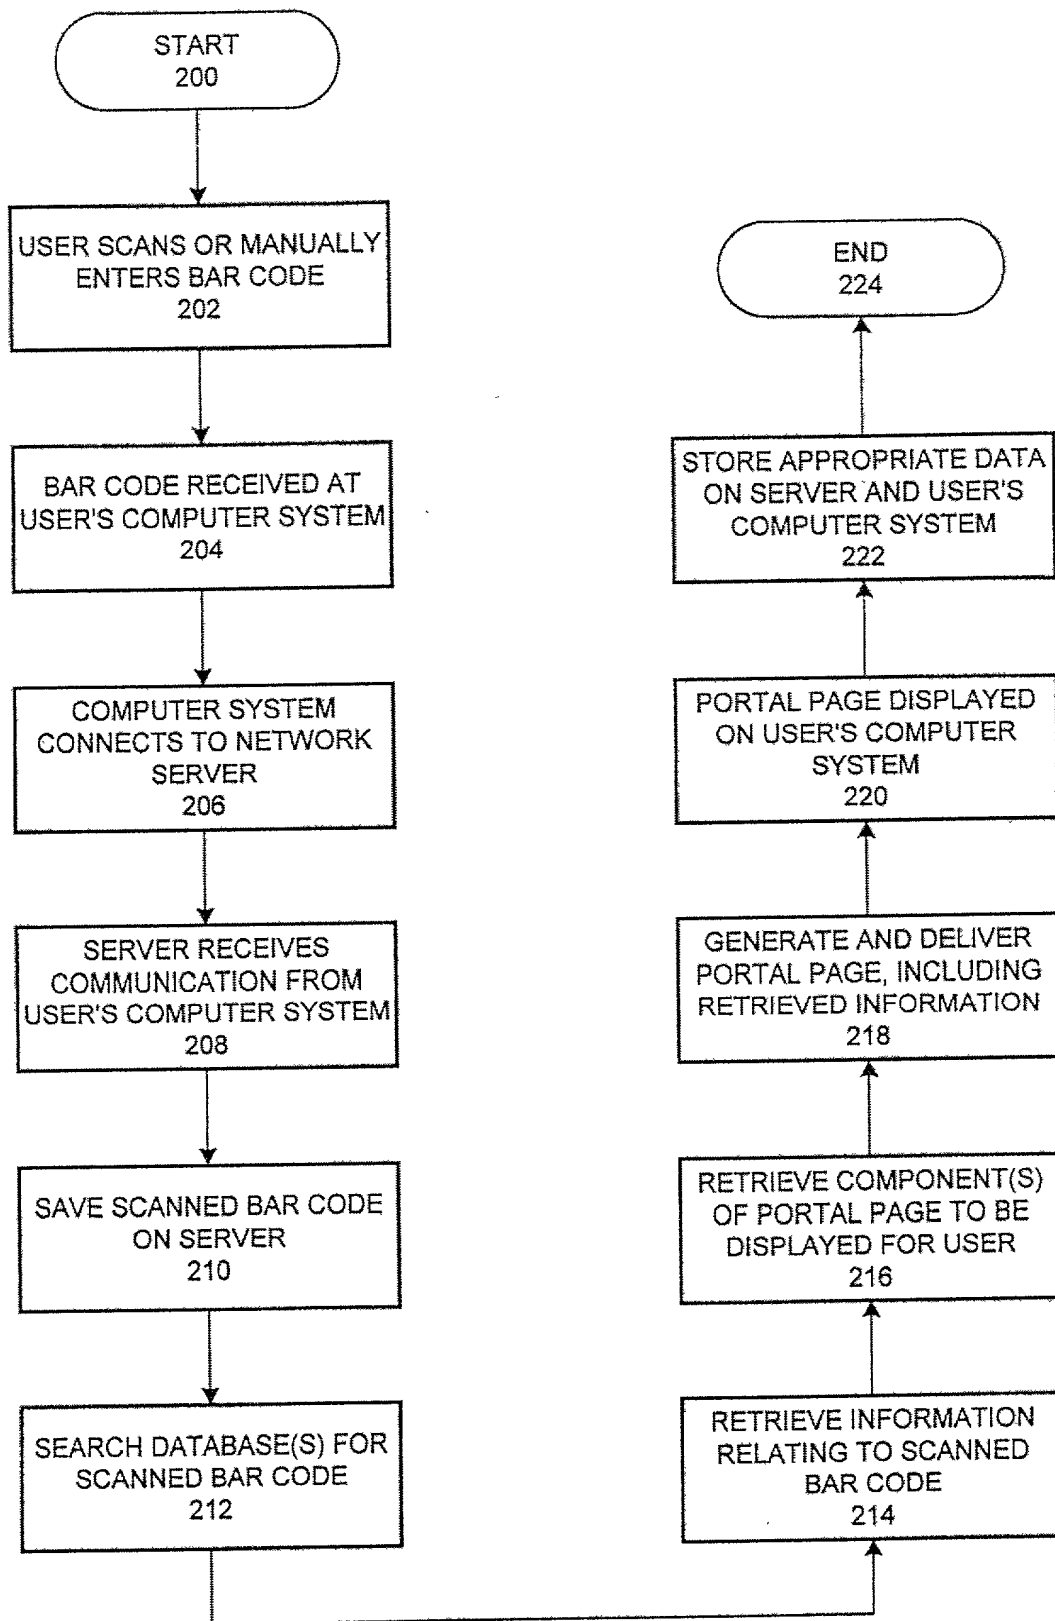 START
200
USER SCANS OR MANUALLY
ENTERS BAR CODE
202
BAR CODE RECEIVED AT
USER'S COMPUTER SYSTEM
204
COMPUTER SYSTEM
CONNECTS TO NETWORK
SERVER
206
SERVER RECEIVES
COMMUNICATION FROM
USER'S COMPUTER SYSTEM
208
SAVE SCANNED BAR CODE
ON SERVER
210
SEARCH DATABASE(S) FOR
SCANNED BAR CODE
212
RETRIEVE INFORMATION
RELATING TO SCANNED
BAR CODE
214
RETRIEVE COMPONENT(S)
OF PORTAL PAGE TO BE
DISPLAYED FOR USER
216
GENERATE AND DELIVER
PORTAL PAGE, INCLUDING
RETRIEVED INFORMATION
218
PORTAL PAGE DISPLAYED
ON USER'S COMPUTER
SYSTEM
220
STORE APPROPRIATE DATA
ON SERVER AND USER'S
COMPUTER SYSTEM
222
END
224